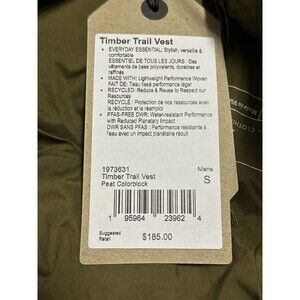 Timber Trail Vest
• EVERYDAY ESSENTIAL: Stylish, versatile &
comfortable
ESSENTIEL DE TOUS LES JOURS : Des
vêtements de base polyvalents, durables et
raffinés
• MADE WITH: Lightweight Performance Woven
FAIT DE: Tissu lissé performance léger
• RECYCLED: Reduce & Reuse to Respect our
Resources
RECYCLÉ : Protection de nos ressources avec
la réduction et le réemploi
• PFAS-FREE DWR: Water-resistant Performance
with Reduced Planetary Impact
DWR SANS PFAS : Performance résistante à
l'eau avec un impact planétaire réduit
1973631
Mens
Timber Trail Vest
S
Peat Colorblock
1 95964 23962 4
Suggested
Retail
$185.00